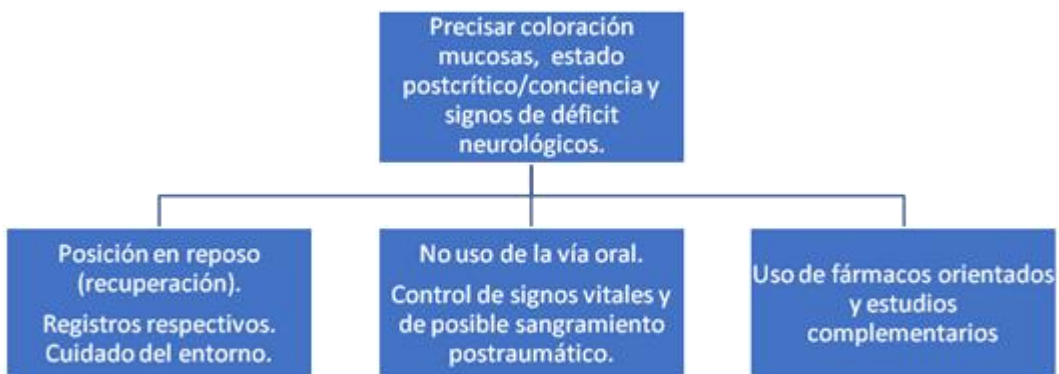 Precisar coloración
mucosas, estado
postcrítico/conciencia y
signos de déficit
neurológicos.
Posición en reposo
(recuperación).
Registros respectivos.
Cuidado del entorno.
No uso de la vía oral.
Control de signos vitales y
de posible sangramiento
postraumático.
Uso de fármacos orientados
y estudios
complementarios